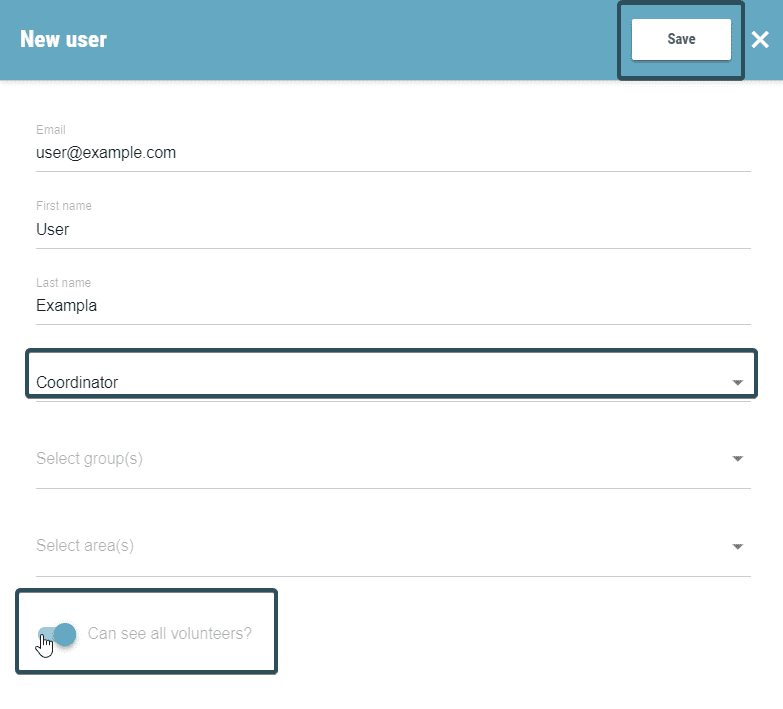 New user
Save
Email
user@example.com
First name
User
Last name
Exampla
Coordinator
Select group(s)
Select area(s)
Can see all volunteers?